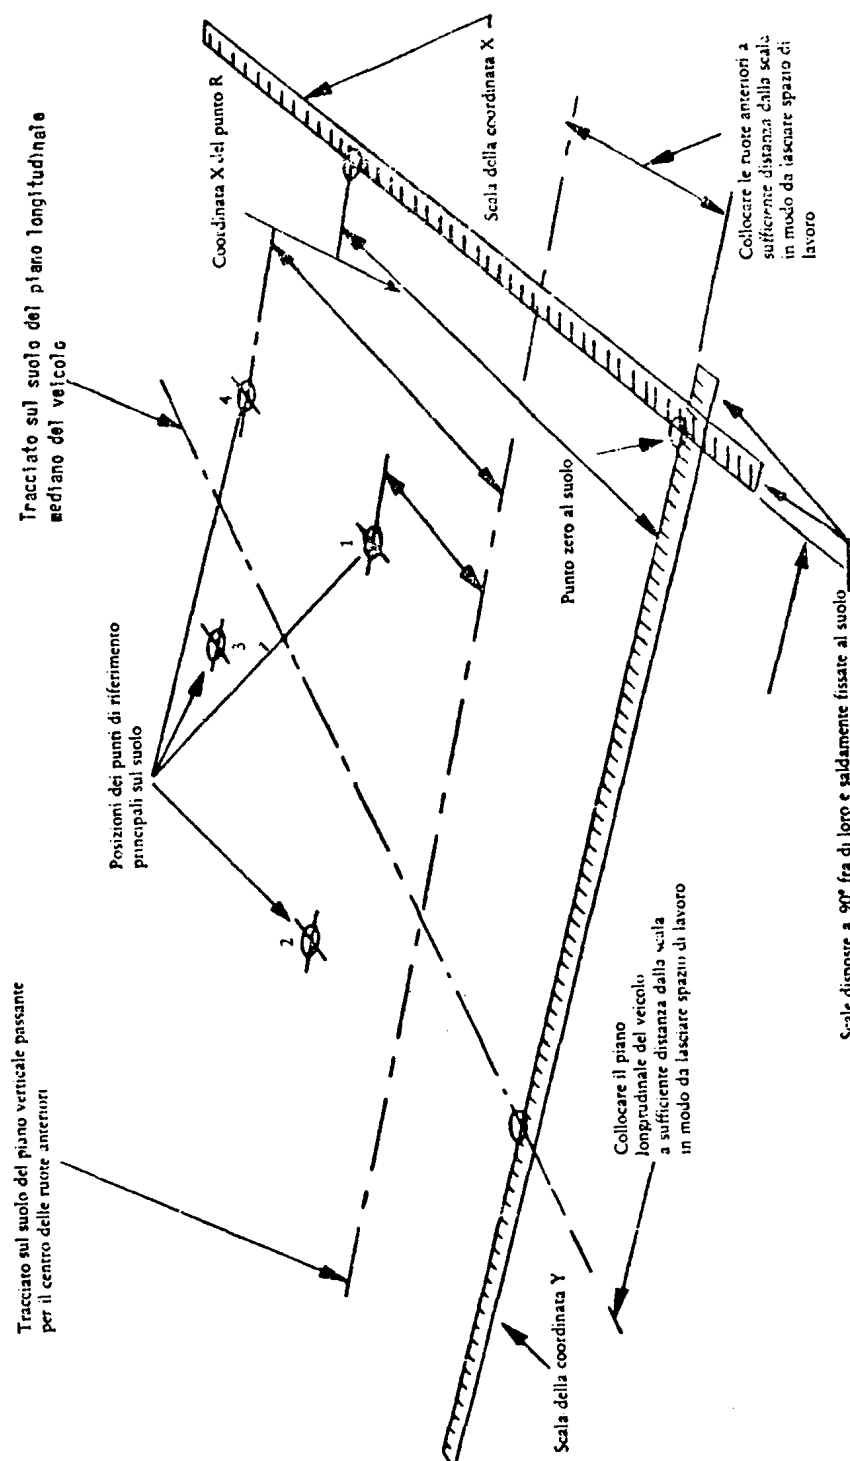 Tracciato sul suolo del piano verticale passante
per il centro delle ruote anteriori
Posizioni dei punti di riferimento
principali sul suolo
Tracciato sul suolo del piano longitudinale
mediano del veicolo
Coordinata X del punto R
Scala della coordinata X
Collocare le ruote anteriori a
sufficiente distanza dalla scala
in modo da lasciare spazio di
lavoro
4
1
3
2
Punto zero al suolo
Collocare il piano
longitudinale del veicolo
a sufficiente distanza dalla scala
in modo da lasciare spazio di lavoro
Scala della coordinata Y
Scale disposte a 90° fra di loro e saldamente fissate al suolo